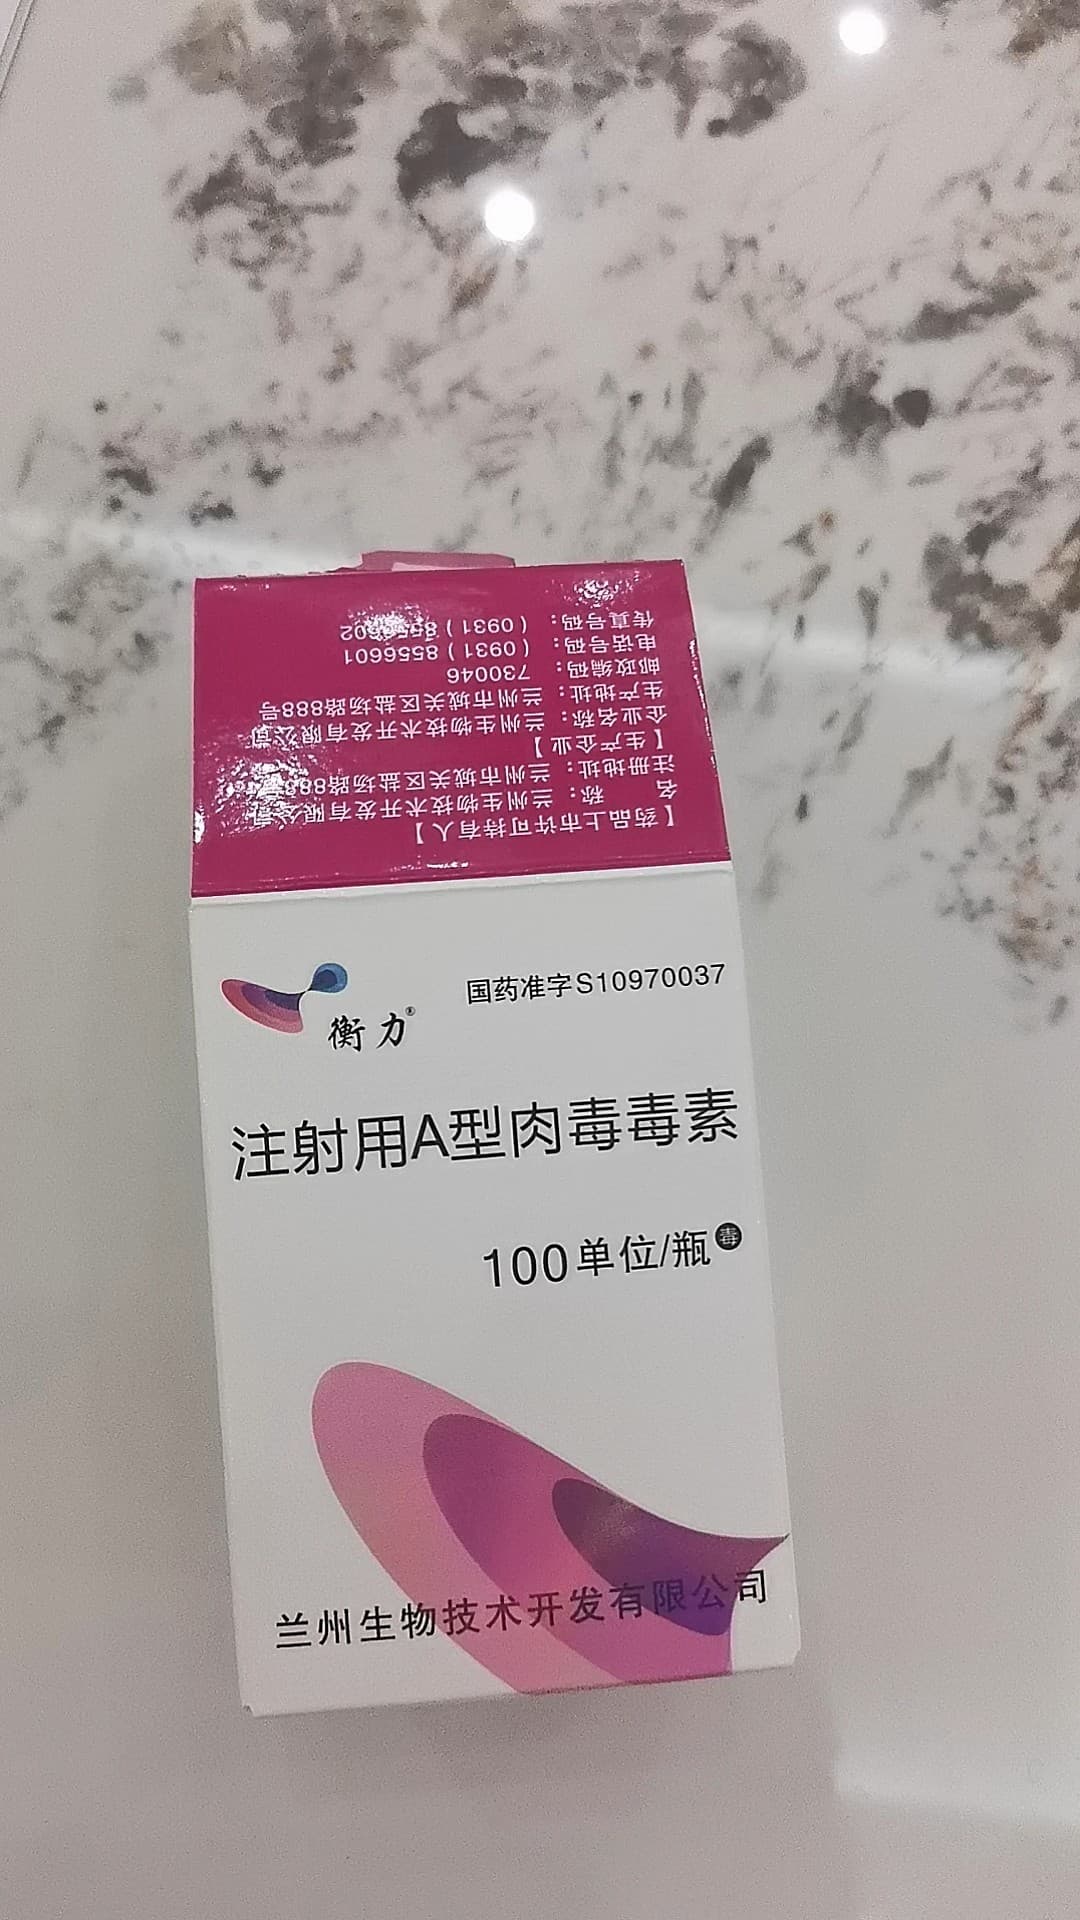 传真号码：（0931）8556602
电话号码：（0931）8556601
邮政编码：730046
生产地址：兰州市城关区盐场路888号
企业名称：兰州生物技术开发有限公司
【生产企业】
注册地址：兰州市城关区盐场路888号
名　　称：兰州生物技术开发有限公司
【药品上市许可持有人】
衡力®
国药准字S10970037
注射用A型肉毒毒素
100单位/瓶 毒
兰州生物技术开发有限公司